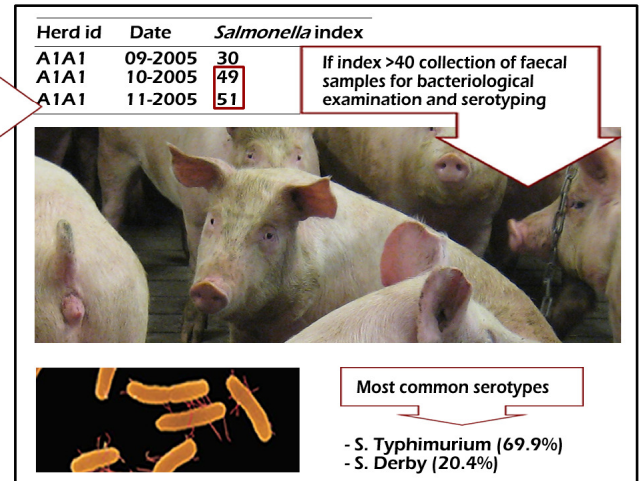 Herd id Date Salmonella index
A1A1 09-2005 30
A1A1 10-2005 49
A1A1 11-2005 51
If index >40 collection of faecal
samples for bacteriological
examination and serotyping
Most common serotypes
- S. Typhimurium (69.9%)
- S. Derby (20.4%)